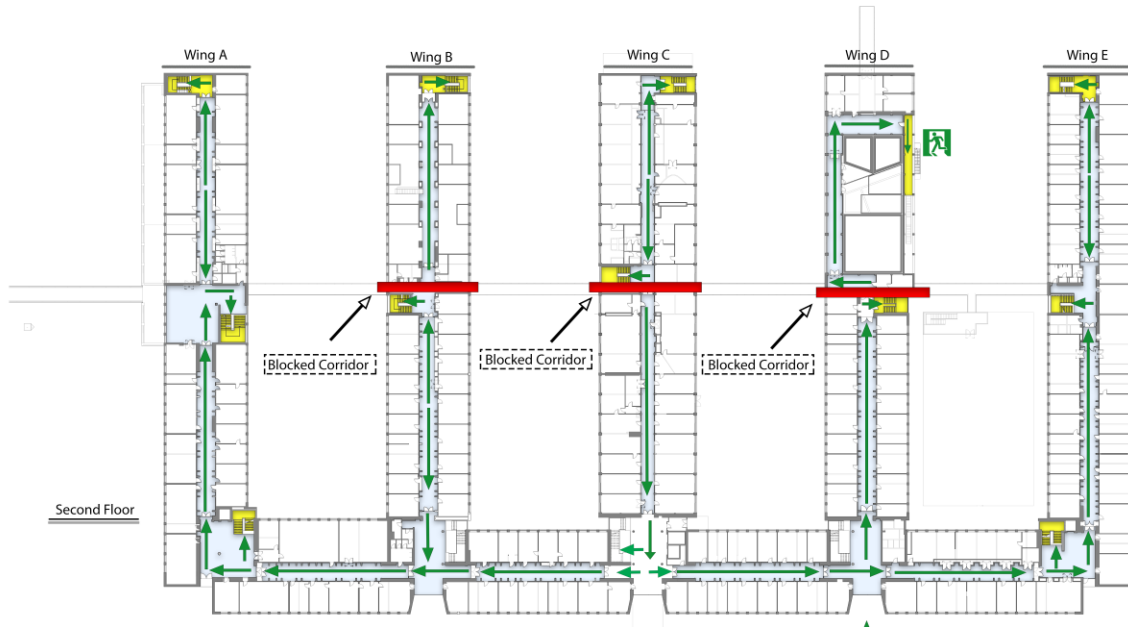 Wing A
Wing B
Wing C
Wing D
Wing E
Blocked Corridor
Blocked Corridor
Blocked Corridor
Second Floor